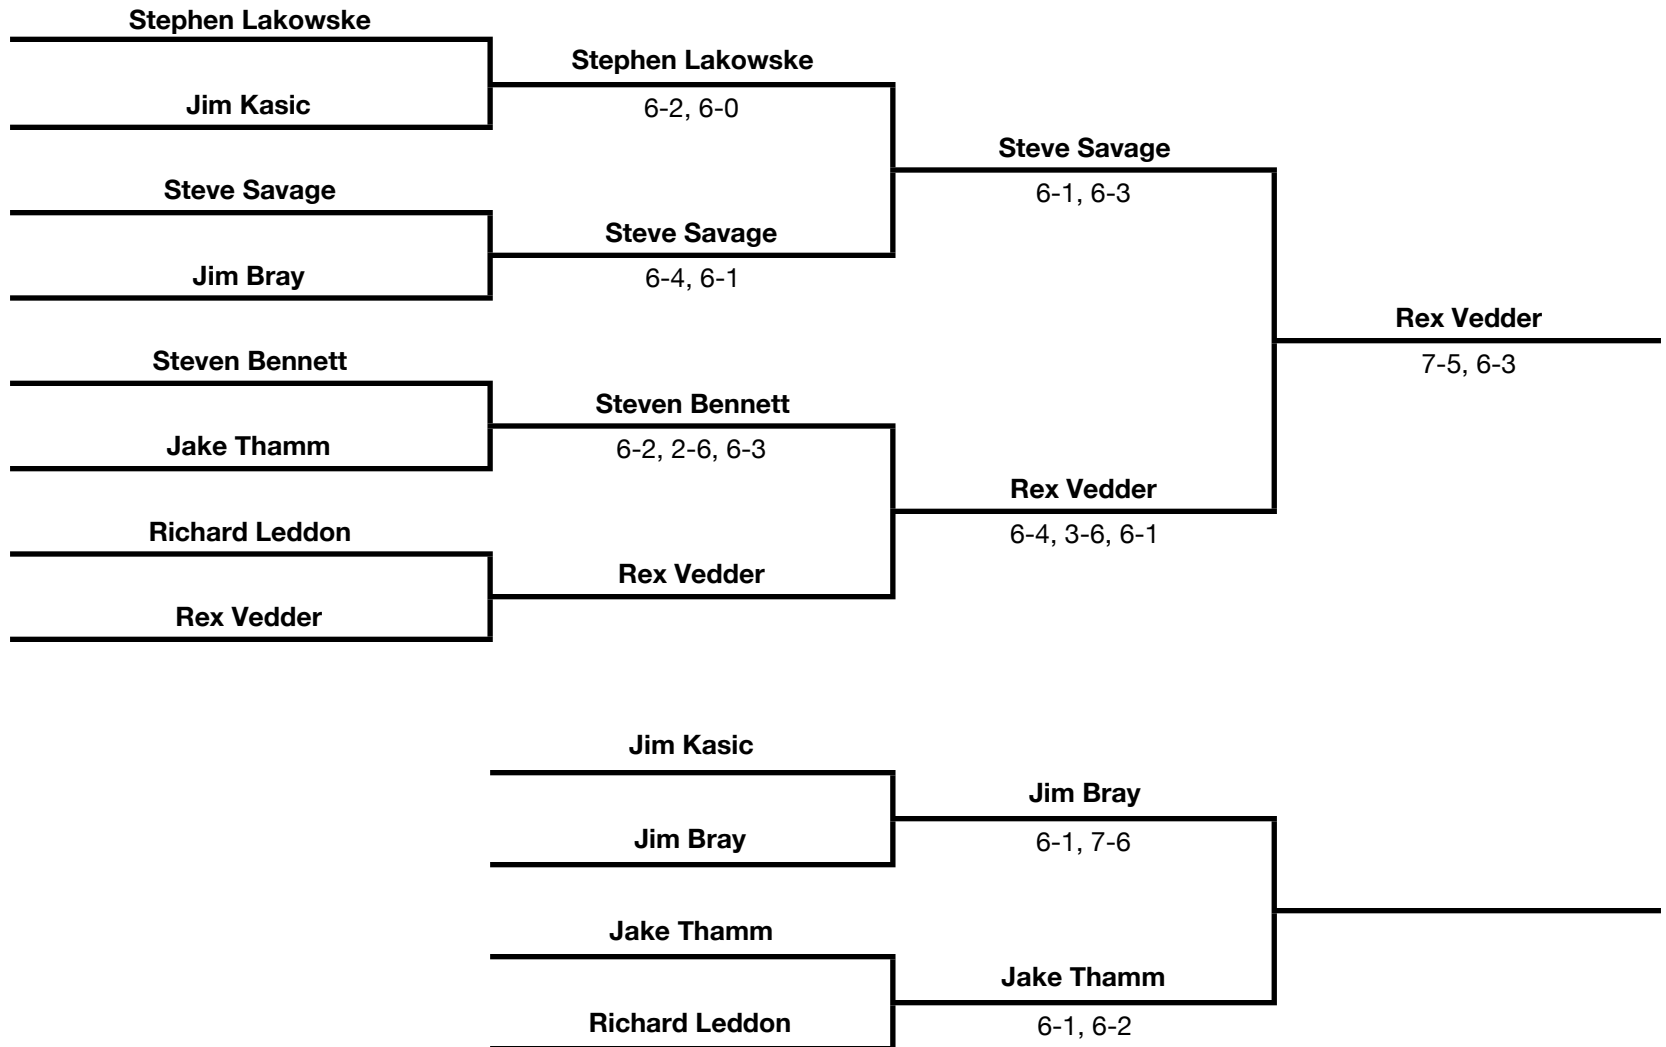 Stephen Lakowske
Stephen Lakowske
Jim Kasic
6-2, 6-0
Steve Savage
Steve Savage
6-1, 6-3
Steve Savage
Jim Bray
6-4, 6-1
Rex Vedder
7-5, 6-3
Steven Bennett
Steven Bennett
Jake Thamm
6-2, 2-6, 6-3
Rex Vedder
6-4, 3-6, 6-1
Richard Leddon
Rex Vedder
Rex Vedder
Jim Kasic
Jim Bray
Jim Bray
6-1, 7-6
Jake Thamm
Jake Thamm
Richard Leddon
6-1, 6-2